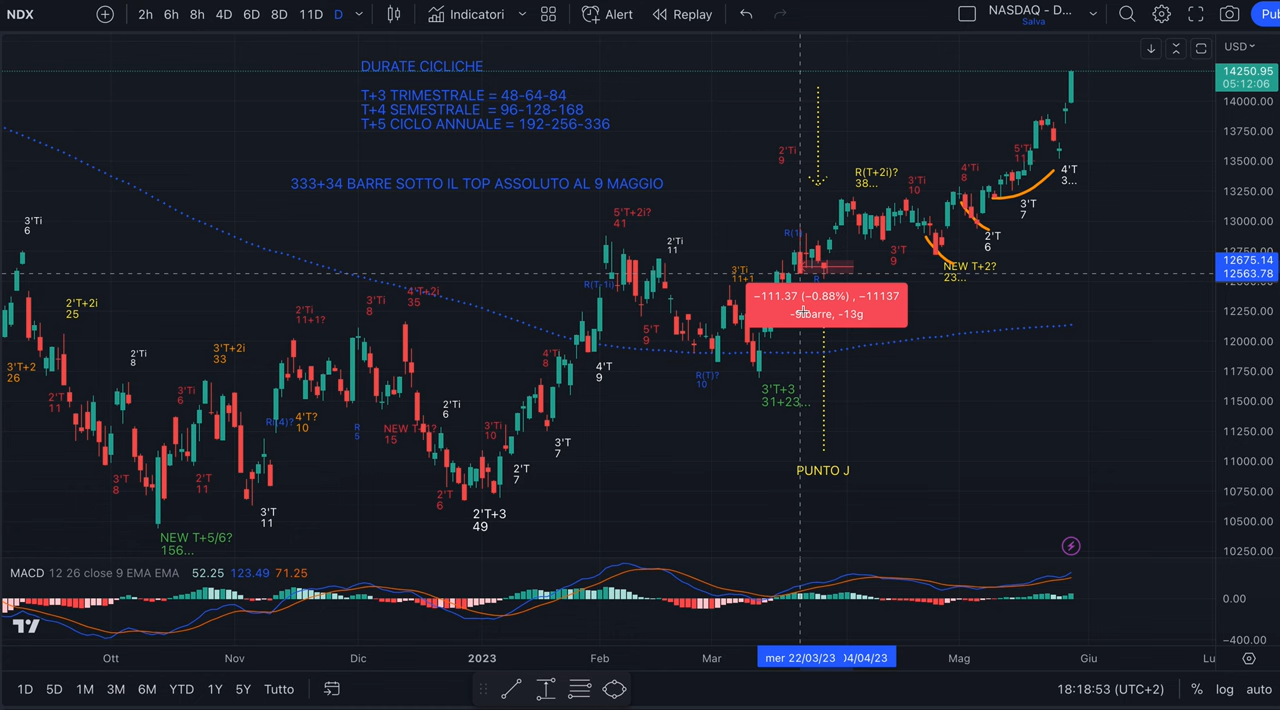 NDX
2h 6h 8h 4D 6D 8D 11D D
Indicatori
Alert
Replay
NASDAQ - D...
Salva
Pub
USD
DURATE CICLICHE
T+3 TRIMESTRALE = 48-64-84
T+4 SEMESTRALE = 96-128-168
T+5 CICLO ANNUALE = 192-256-336
333+34 BARRE SOTTO IL TOP ASSOLUTO AL 9 MAGGIO
14250.95
05:12:06
14000.00
13750.00
13500.00
13250.00
13000.00
12750.00
12675.14
12563.78
12000.00
11750.00
11500.00
11250.00
11000.00
10750.00
10500.00
10250.00
3'Ti
6
2'T+2i
25
3'T+2
26
2'T
11
2'Ti
8
3'T
8
3'Ti
6
2'T
11
3'T+2i
33
NEW T+5/6?
156...
3'T
11
2'Ti
11+1?
4'T?
10
R
5
3'Ti
8
4'T+2i
35
15
2'Ti
6
2'T
6
3'Ti
10
2'T+3
49
2'T
7
3'T
7
4'Ti
8
4'T
9
5'T+2i?
41
2'Ti
11
5'T
9
R(T)?
10
3'Ti
11+1
3'T+3
31+23...
2'Ti
9
−111.37 (−0.88%) , −11137
-13g
PUNTO J
R(T+2i)?
38...
3'T
9
3'Ti
10
NEW T+2?
23...
4'Ti
8
2'T
6
5'Ti
11
3'T
7
4'T
3...
MACD 12 26 close 9 EMA EMA 52.25 123.49 71.25
0.00
−400.00
Ott Nov Dic 2023 Feb Mar mer 22/03/23 04/04/23 Mag Giu Lu
1D 5D 1M 3M 6M YTD 1Y 5Y Tutto
18:18:53 (UTC+2) % log auto